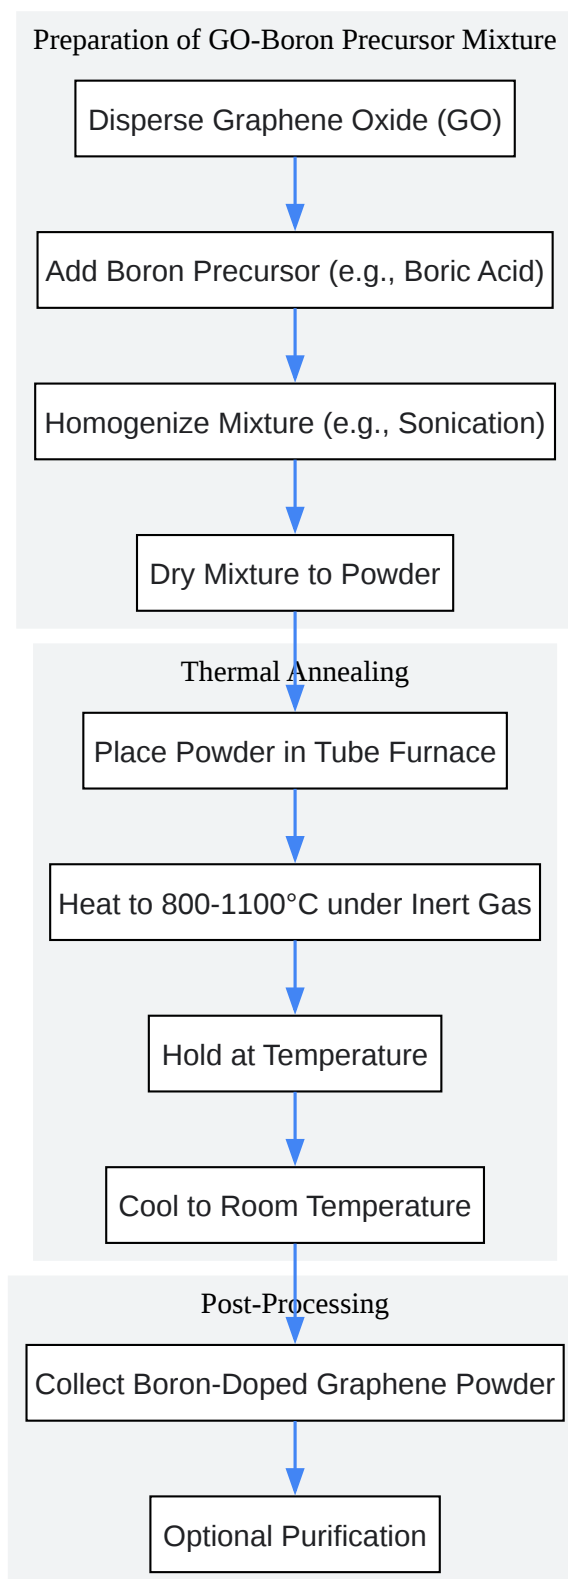 Preparation of GO-Boron Precursor Mixture
Disperse Graphene Oxide (GO)
Add Boron Precursor (e.g., Boric Acid)
Homogenize Mixture (e.g., Sonication)
Dry Mixture to Powder
Thermal Annealing
Place Powder in Tube Furnace
Heat to 800-1100°C under Inert Gas
Hold at Temperature
Cool to Room Temperature
Post-Processing
Collect Boron-Doped Graphene Powder
Optional Purification